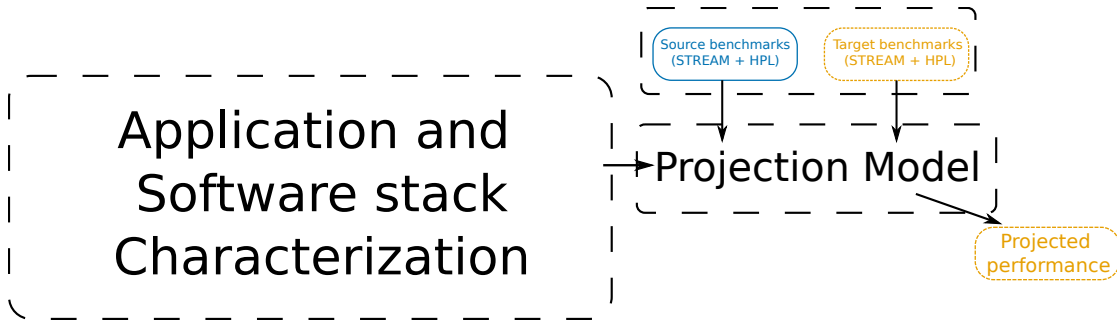 Source benchmarks
(STREAM + HPL)
Target benchmarks
(STREAM + HPL)
Application and
Software stack
Characterization
Projection Model
Projected
performance